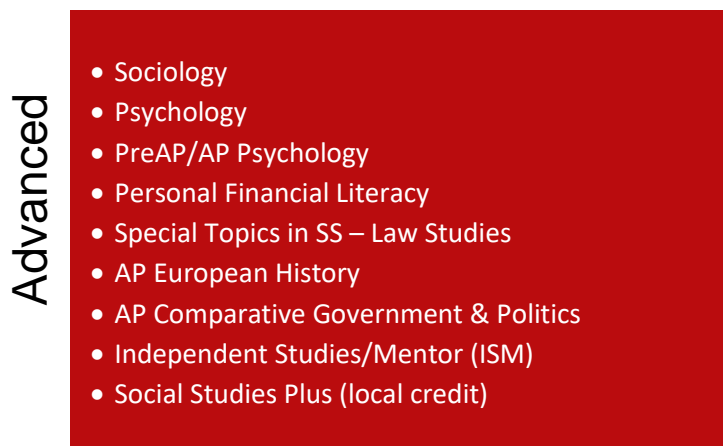 Advanced
• Sociology
• Psychology
• PreAP/AP Psychology
• Personal Financial Literacy
• Special Topics in SS – Law Studies
• AP European History
• AP Comparative Government & Politics
• Independent Studies/Mentor (ISM)
• Social Studies Plus (local credit)